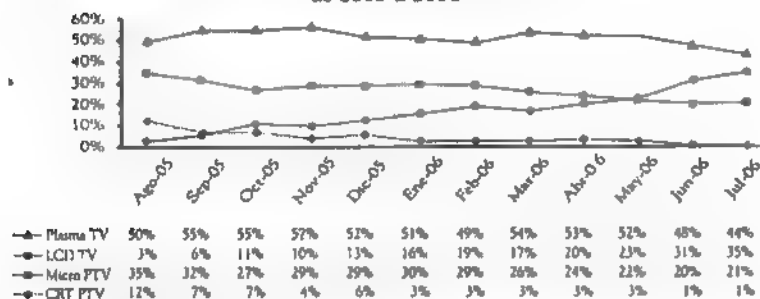 60%
50%
40%
30%
20%
10%
0%
Ago-05 Sep-05 Oct-05 Nov-05 Dic-05 Ene-06 Feb-06 Mar-06 Abr-06 May-06 Jun-06 Jul-06
Plasma TV 50% 55% 55% 57% 52% 51% 49% 54% 53% 52% 48% 44%
LCD TV 3% 6% 11% 10% 13% 16% 19% 17% 20% 23% 31% 35%
Micro PTV 35% 32% 27% 29% 29% 30% 29% 26% 24% 22% 20% 21%
CRT PTV 12% 7% 7% 4% 6% 3% 3% 3% 3% 3% 1% 1%